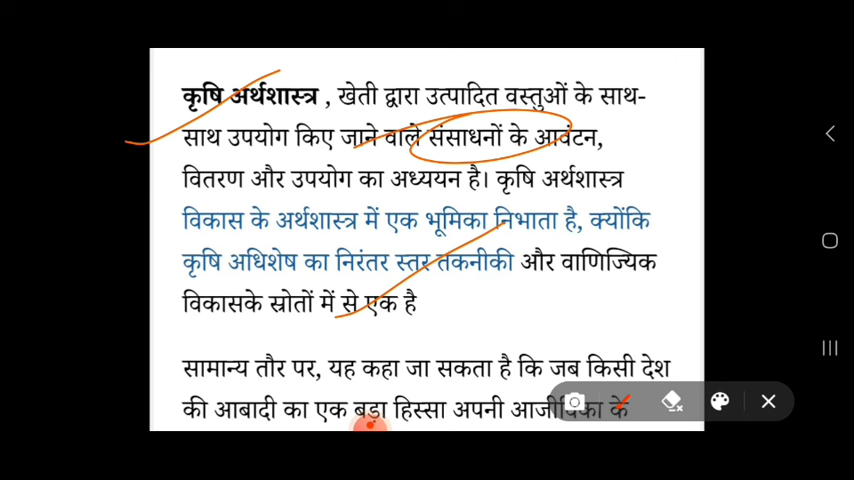 कृषि अर्थशास्त्र , खेती द्वारा उत्पादित वस्तुओं के साथ-
साथ उपयोग किए जाने वाले संसाधनों के आवंटन,
वितरण और उपयोग का अध्ययन है। कृषि अर्थशास्त्र
विकास के अर्थशास्त्र में एक भूमिका निभाता है, क्योंकि
कृषि अधिशेष का निरंतर स्तर तकनीकी और वाणिज्यिक
विकासके स्रोतों में से एक है
सामान्य तौर पर, यह कहा जा सकता है कि जब किसी देश
की आबादी का एक बड़ा हिस्सा अपनी आजीविका के